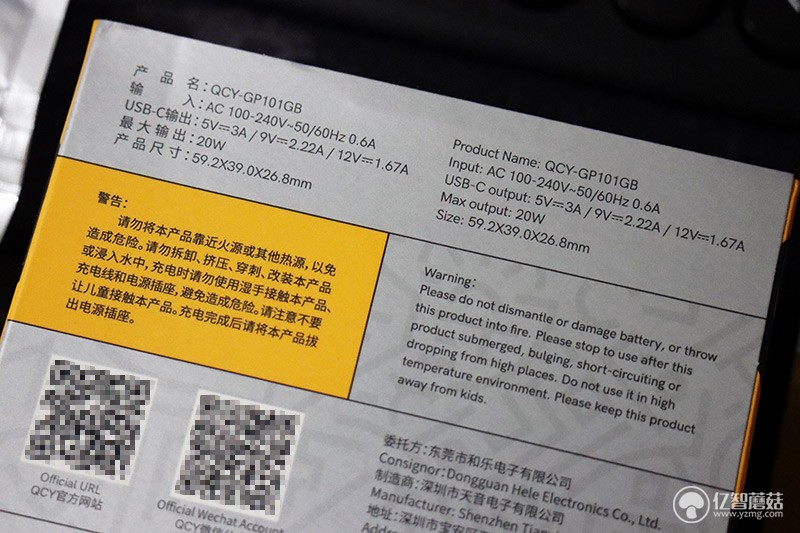 产品名：QCY-GP101GB
输入：AC 100-240V~50/60Hz 0.6A
USB-C输出：5V⎓3A / 9V⎓2.22A / 12V⎓1.67A
最大输出：20W
产品尺寸：59.2X39.0X26.8mm
Product Name: QCY-GP101GB
Input: AC 100-240V~50/60Hz 0.6A
USB-C output: 5V⎓3A / 9V⎓2.22A / 12V⎓1.67A
Max output: 20W
Size: 59.2X39.0X26.8mm
警告：
请勿将本产品靠近火源或其他热源，以免
造成危险。请勿拆卸、挤压、穿刺、改装本产品
或浸入水中，充电时请勿使用湿手接触本产品、
充电线和电源插座，避免造成危险。请注意不要
让儿童接触本产品。充电完成后请将本产品拔
出电源插座。
Warning:
Please do not dismantle or damage battery, or throw
this product into fire. Please stop to use after this
product submerged, bulging, short-circuiting or
dropping from high places. Do not use it in high
temperature environment. Please keep this product
away from kids.
Official URL
QCY官方网站
Official Wechat Account
QCY微信
委托方：东莞市和乐电子有限公司
Consignor: Dongguan Hele Electronics Co., Ltd.
制造商：深圳市天音电子有限公司
Manufacturer: Shenzhen
地址：深圳市宝安区
Address:
亿智蘑菇
www.yzmg.com